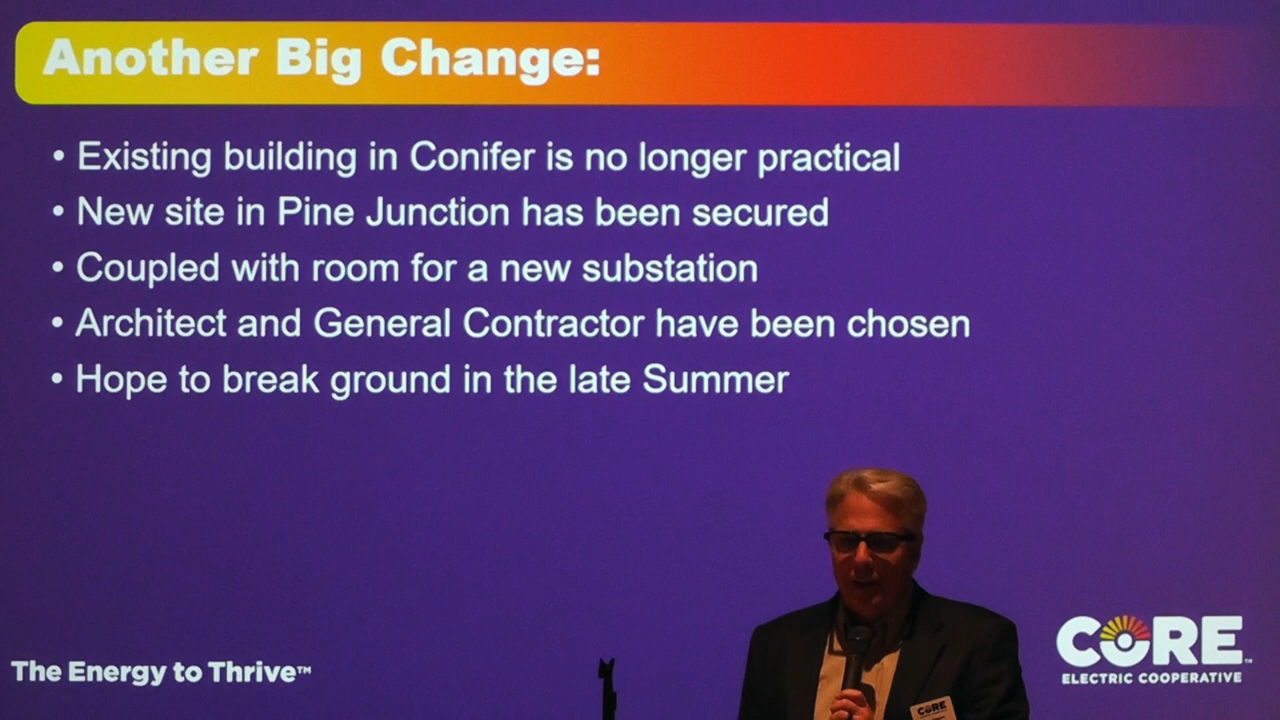 Another Big Change:
• Existing building in Conifer is no longer practical
• New site in Pine Junction has been secured
• Coupled with room for a new substation
• Architect and General Contractor have been chosen
• Hope to break ground in the late Summer
The Energy to Thrive™
CORE™
ELECTRIC COOPERATIVE
CORE